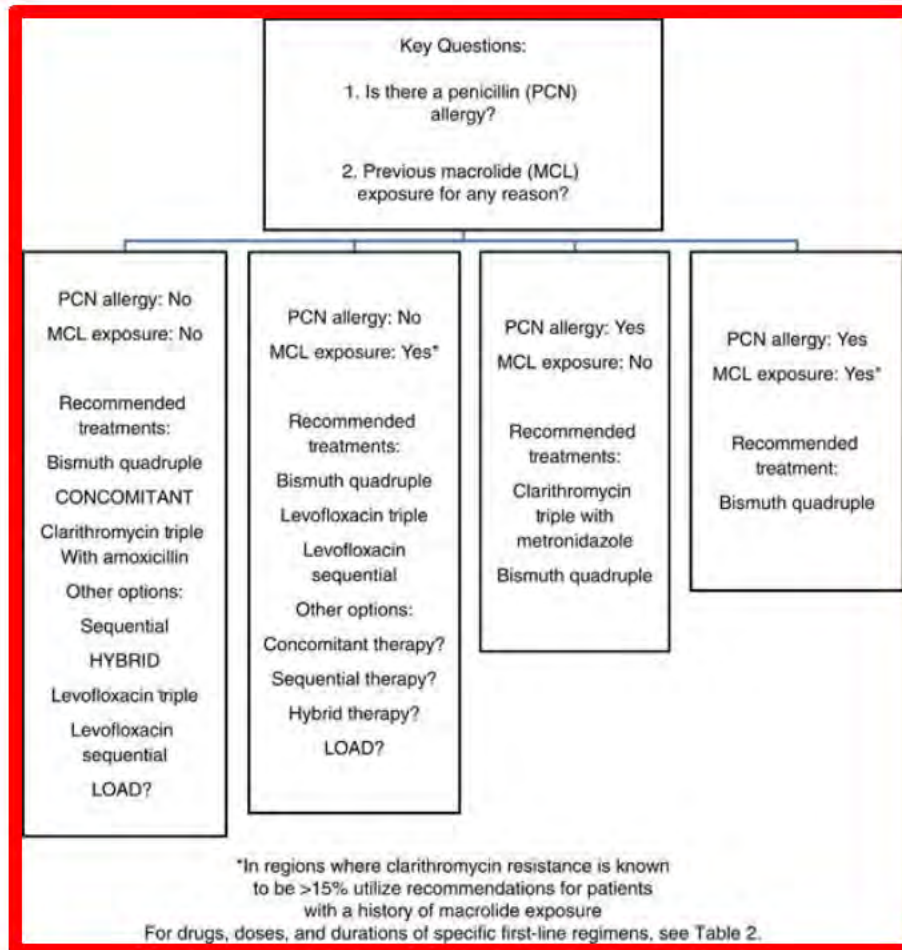 Key Questions:
1. Is there a penicillin (PCN)
allergy?
2. Previous macrolide (MCL)
exposure for any reason?
PCN allergy: No
MCL exposure: No
Recommended
treatments:
Bismuth quadruple
CONCOMITANT
Clarithromycin triple
With amoxicillin
Other options:
Sequential
HYBRID
Levofloxacin triple
Levofloxacin
sequential
LOAD?
PCN allergy: No
MCL exposure: Yes*
Recommended
treatments:
Bismuth quadruple
Levofloxacin triple
Levofloxacin
sequential
Other options:
Concomitant therapy?
Sequential therapy?
Hybrid therapy?
LOAD?
PCN allergy: Yes
MCL exposure: No
Recommended
treatments:
Clarithromycin
triple with
metronidazole
Bismuth quadruple
PCN allergy: Yes
MCL exposure: Yes*
Recommended
treatment:
Bismuth quadruple
*In regions where clarithromycin resistance is known
to be >15% utilize recommendations for patients
with a history of macrolide exposure
For drugs, doses, and durations of specific first-line regimens, see Table 2.